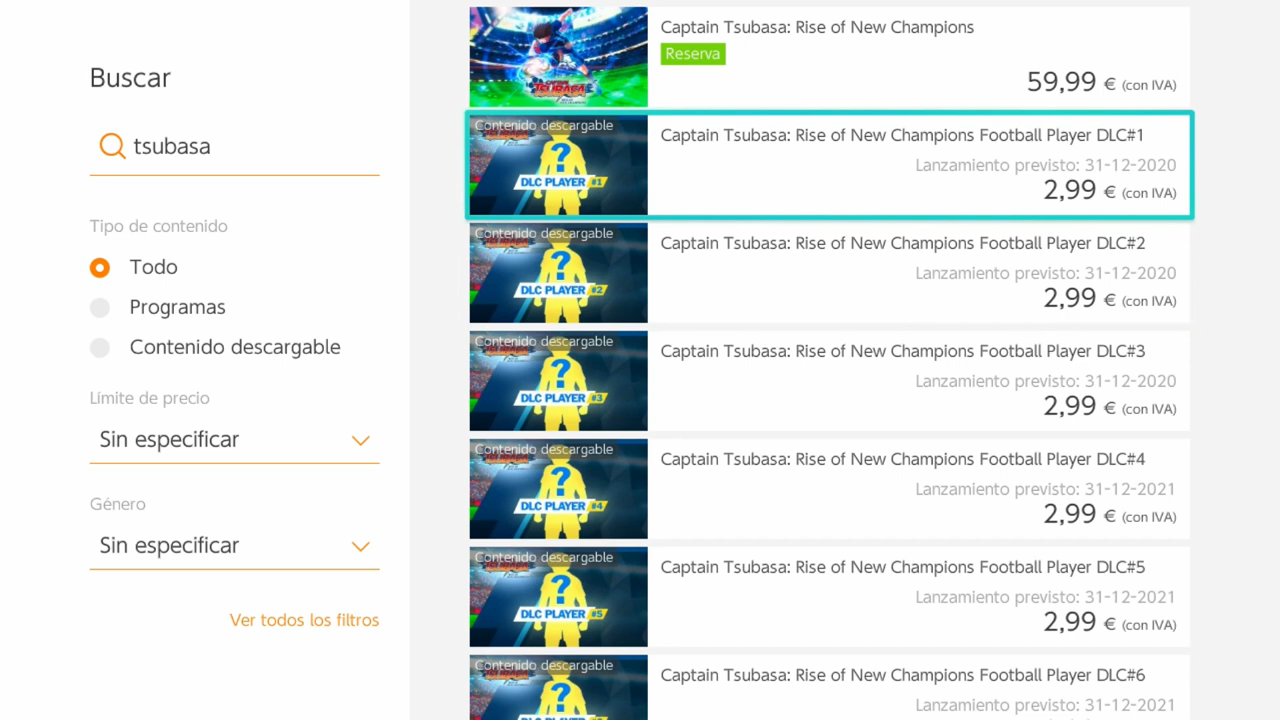 Buscar
tsubasa
Tipo de contenido
Todo
Programas
Contenido descargable
Límite de precio
Sin especificar
Género
Sin especificar
Ver todos los filtros
CAPTAIN
TSUBASA
Captain Tsubasa: Rise of New Champions
Reserva
59,99 € (con IVA)
Contenido descargable
TSUBASA
?
DLC PLAYER #1
Captain Tsubasa: Rise of New Champions Football Player DLC#1
Lanzamiento previsto: 31-12-2020
2,99 € (con IVA)
Contenido descargable
TSUBASA
?
DLC PLAYER #2
Captain Tsubasa: Rise of New Champions Football Player DLC#2
Lanzamiento previsto: 31-12-2020
2,99 € (con IVA)
Contenido descargable
TSUBASA
?
DLC PLAYER #3
Captain Tsubasa: Rise of New Champions Football Player DLC#3
Lanzamiento previsto: 31-12-2020
2,99 € (con IVA)
Contenido descargable
TSUBASA
?
DLC PLAYER #4
Captain Tsubasa: Rise of New Champions Football Player DLC#4
Lanzamiento previsto: 31-12-2021
2,99 € (con IVA)
Contenido descargable
TSUBASA
?
DLC PLAYER #5
Captain Tsubasa: Rise of New Champions Football Player DLC#5
Lanzamiento previsto: 31-12-2021
2,99 € (con IVA)
Contenido descargable
TSUBASA
?
Captain Tsubasa: Rise of New Champions Football Player DLC#6
Lanzamiento previsto: 31-12-2021